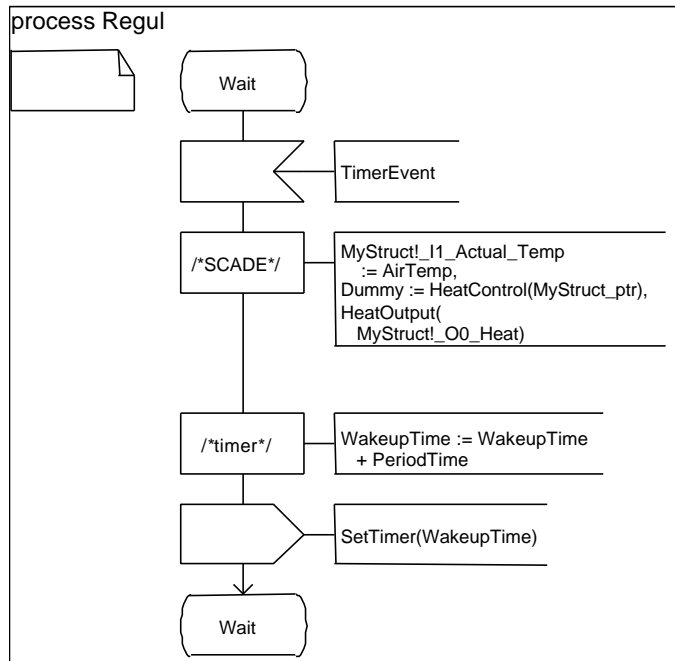 process Regul
Wait
TimerEvent
/*SCADE*/
MyStruct!_I1_Actual_Temp
:= AirTemp,
Dummy := HeatControl(MyStruct_ptr),
HeatOutput(
MyStruct!_O0_Heat)
/*timer*/
WakeupTime := WakeupTime
+ PeriodTime
SetTimer(WakeupTime)
Wait